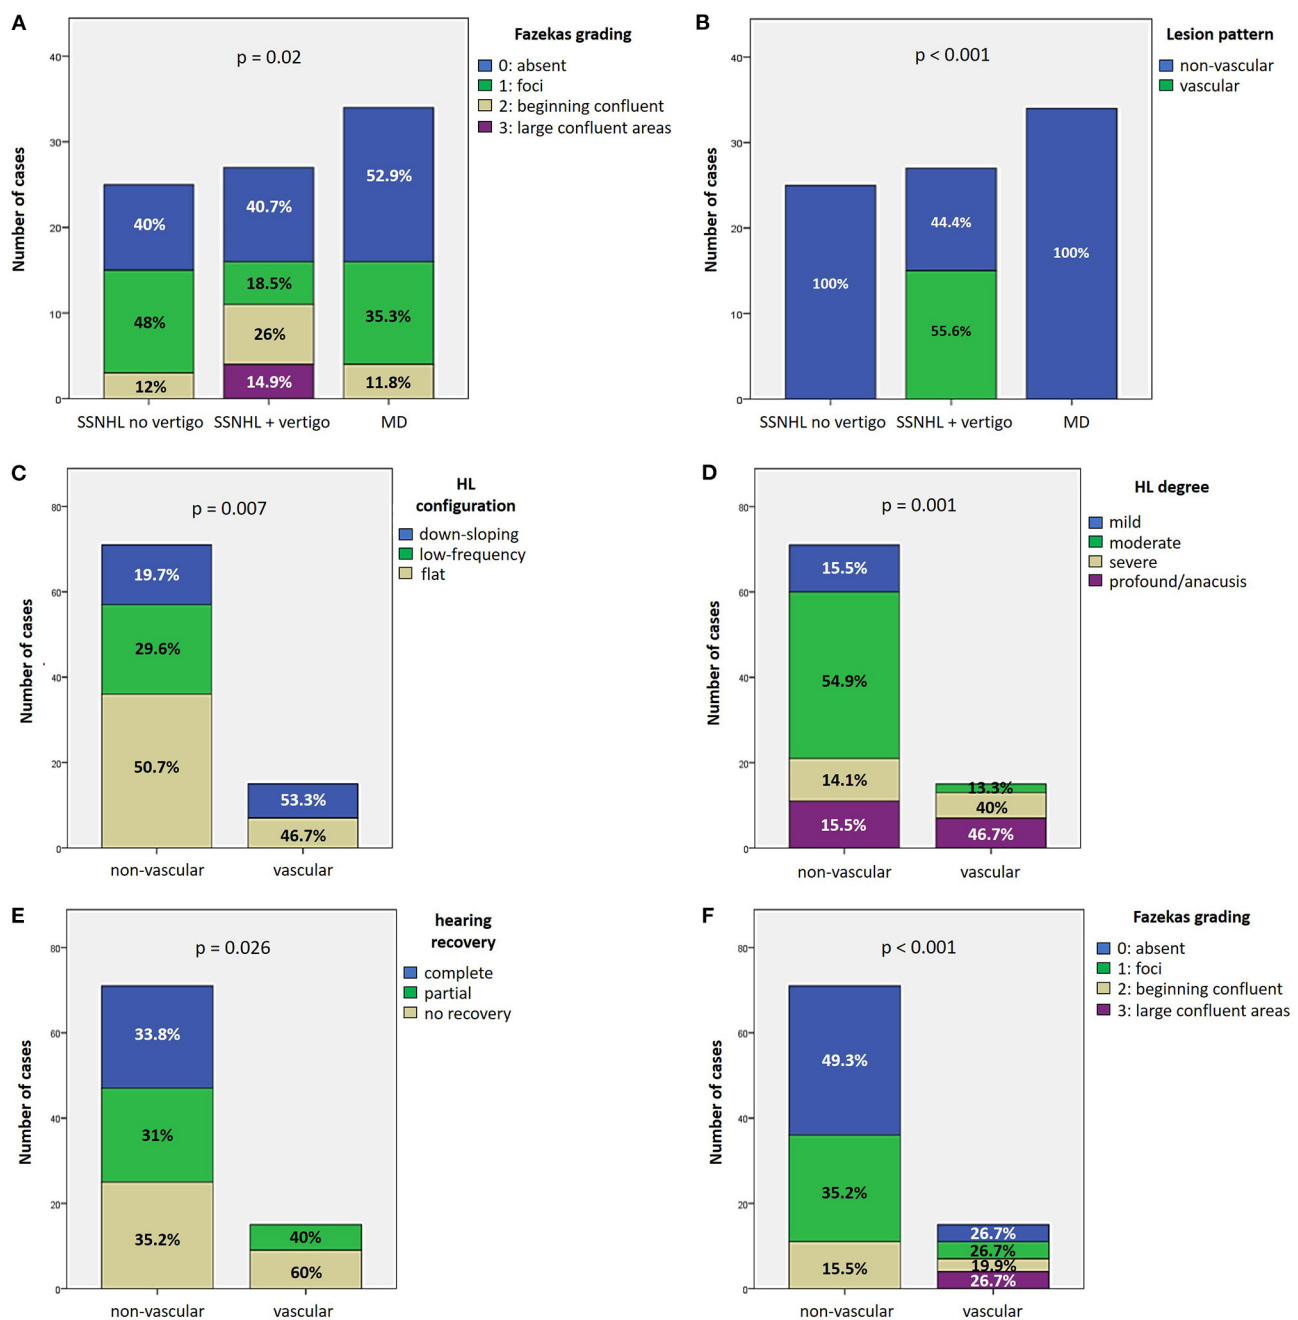 A
Fazekas grading
0: absent
1: foci
2: beginning confluent
3: large confluent areas
p = 0.02
Number of cases
40
30
20
10
0
40%
48%
12%
40.7%
18.5%
26%
14.9%
52.9%
35.3%
11.8%
SSNHL no vertigo
SSNHL + vertigo
MD
B
Lesion pattern
non-vascular
vascular
p < 0.001
Number of cases
40
30
20
10
0
100%
44.4%
55.6%
100%
SSNHL no vertigo
SSNHL + vertigo
MD
C
HL
configuration
down-sloping
low-frequency
flat
p = 0.007
Number of cases
80
60
40
20
0
19.7%
29.6%
50.7%
53.3%
46.7%
non-vascular
vascular
D
HL degree
mild
moderate
severe
profound/anacusis
p = 0.001
Number of cases
80
60
40
20
0
15.5%
54.9%
14.1%
15.5%
13.3%
40%
46.7%
non-vascular
vascular
E
hearing
recovery
complete
partial
no recovery
p = 0.026
Number of cases
80
60
40
20
0
33.8%
31%
35.2%
40%
60%
non-vascular
vascular
F
Fazekas grading
0: absent
1: foci
2: beginning confluent
3: large confluent areas
p < 0.001
Number of cases
80
60
40
20
0
49.3%
35.2%
15.5%
26.7%
26.7%
19.9%
26.7%
non-vascular
vascular